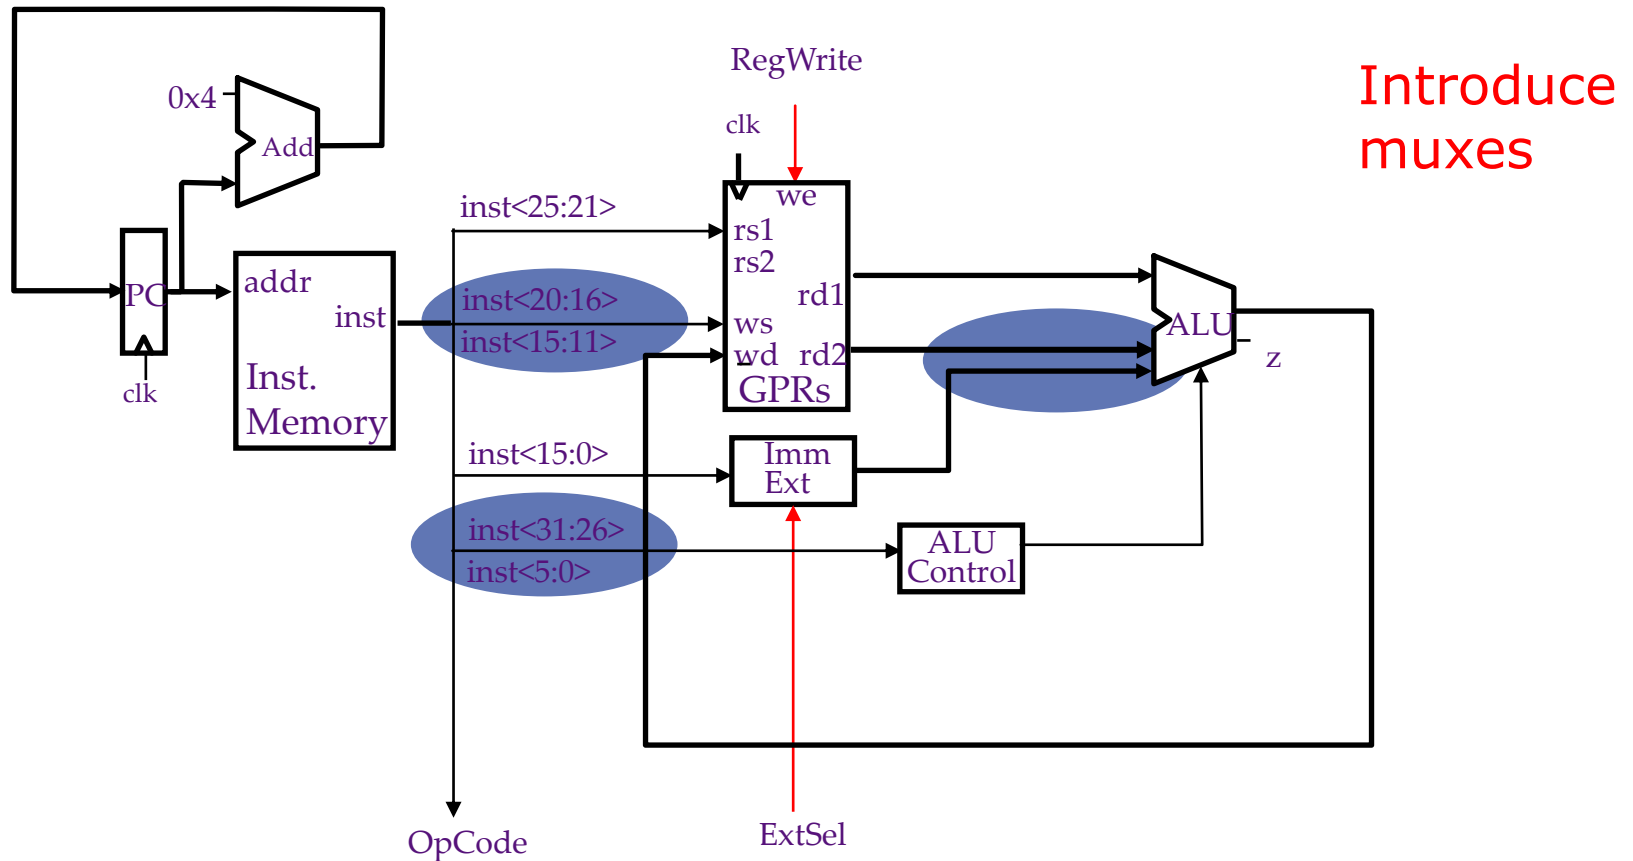 RegWrite
Introduce
muxes
0x4
clk
Add
we
inst<25:21>
rs1
rs2
addr
PC
inst
inst<20:16>
inst<15:11>
rd1
ws
wd
rd2
ALU
z
GPRs
clk
Inst.
Memory
inst<15:0>
Imm
Ext
inst<31:26>
inst<5:0>
ALU
Control
OpCode
ExtSel